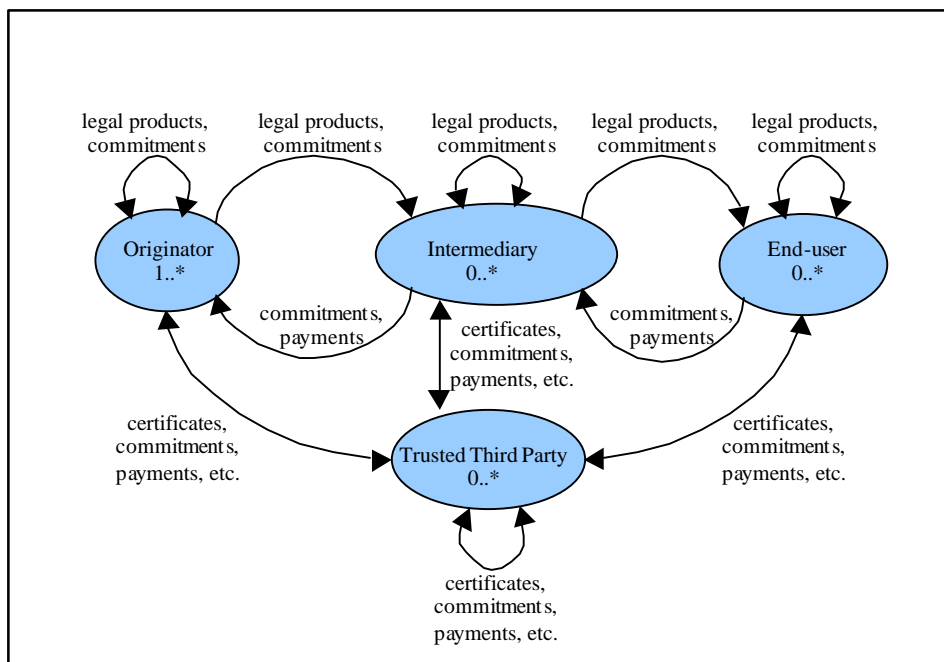 legal products,
commitments
legal products,
commitments
legal products,
commitments
legal products,
commitments
legal products,
commitments
Originator
1..*
Intermediary
0..*
End-user
0..*
commitments,
payments
certificates,
commitments,
payments, etc.
commitments,
payments
certificates,
commitments,
payments, etc.
Trusted Third Party
0..*
certificates,
commitments,
payments, etc.
certificates,
commitments,
payments, etc.